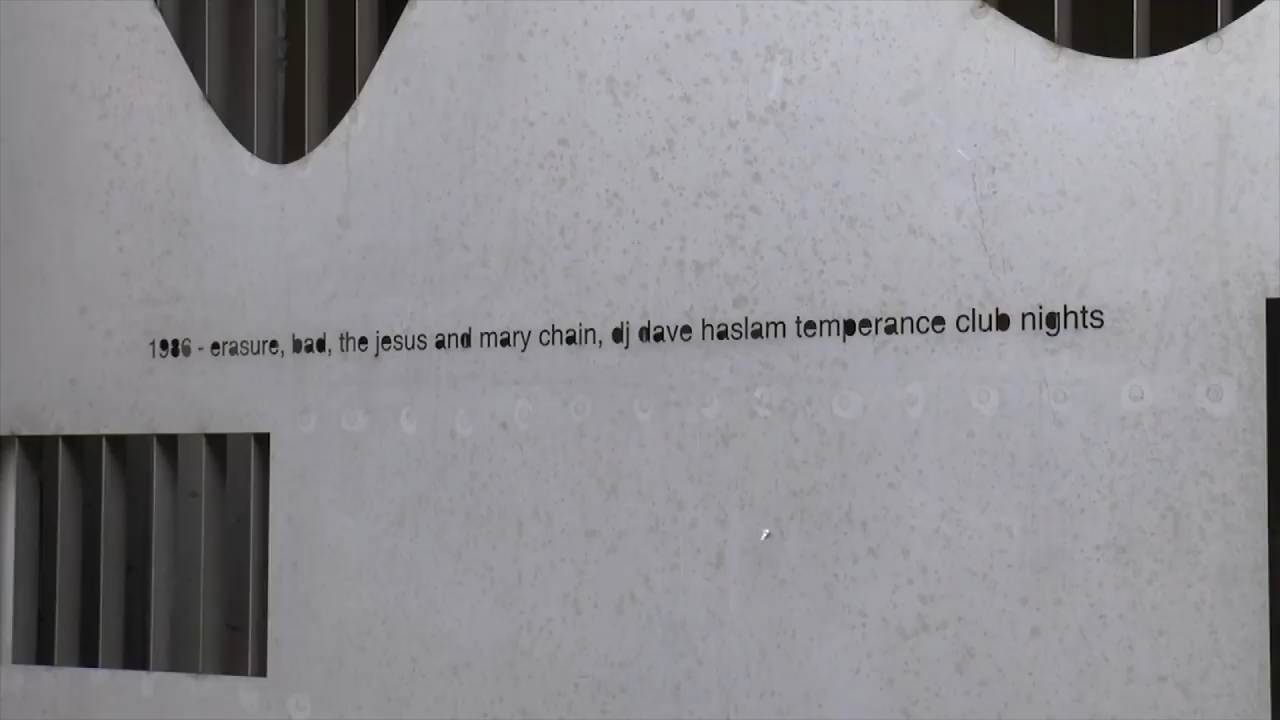 1986 - erasure, bad, the jesus and mary chain, dj dave haslam temperance club nights